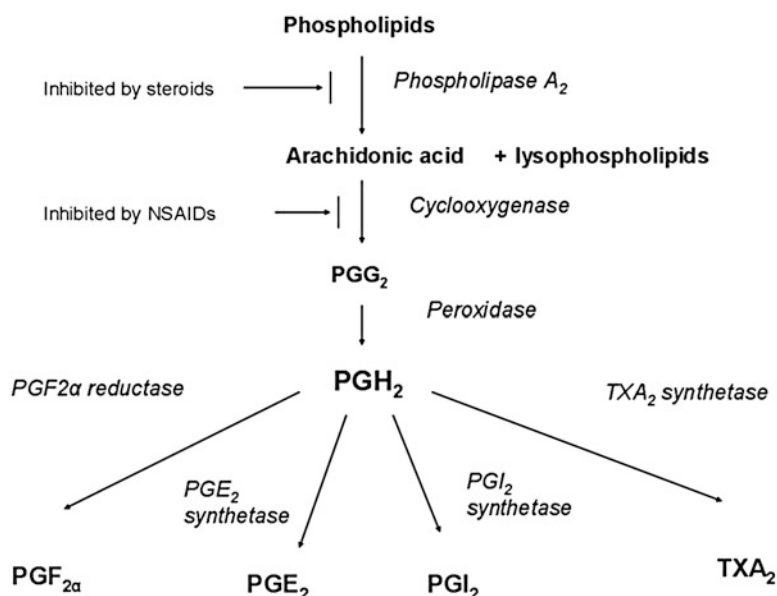 Phospholipids
Inhibited by steroids
Phospholipase A₂
Arachidonic acid + lysophospholipids
Inhibited by NSAIDs
Cyclooxygenase
PGG₂
Peroxidase
PGF2α reductase
PGH₂
TXA₂ synthetase
PGE₂
synthetase
PGI₂
synthetase
PGF₂α
PGE₂
PGI₂
TXA₂